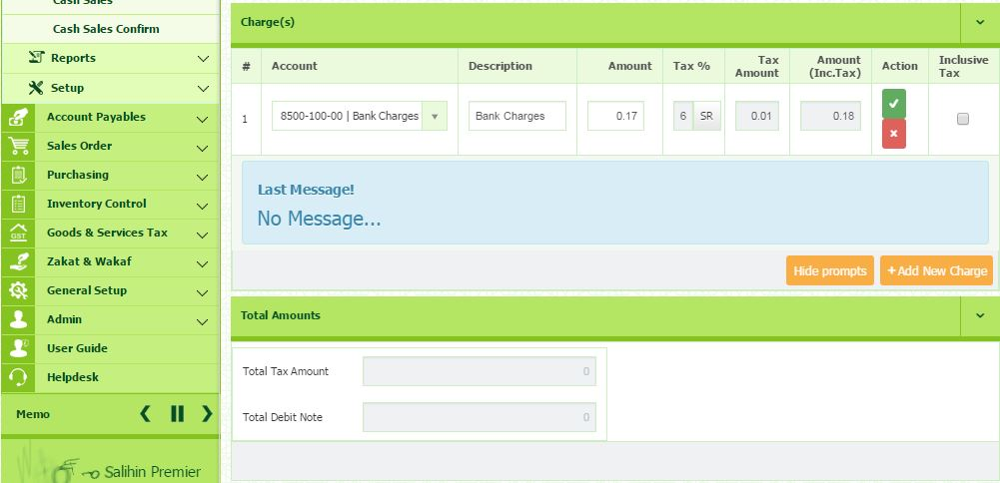 Cash Sales
Cash Sales Confirm
Reports
Setup
Account Payables
Sales Order
Purchasing
Inventory Control
GST
Goods & Services Tax
Zakat & Wakaf
General Setup
Admin
User Guide
Helpdesk
Memo
Salihin Premier
Charge(s)
# Account Description Amount Tax % Tax Amount Amount (Inc.Tax) Action Inclusive Tax
1 8500-100-00 | Bank Charges Bank Charges 0.17 6 SR 0.01 0.18
Last Message!
No Message...
Hide prompts +Add New Charge
Total Amounts
Total Tax Amount 0
Total Debit Note 0